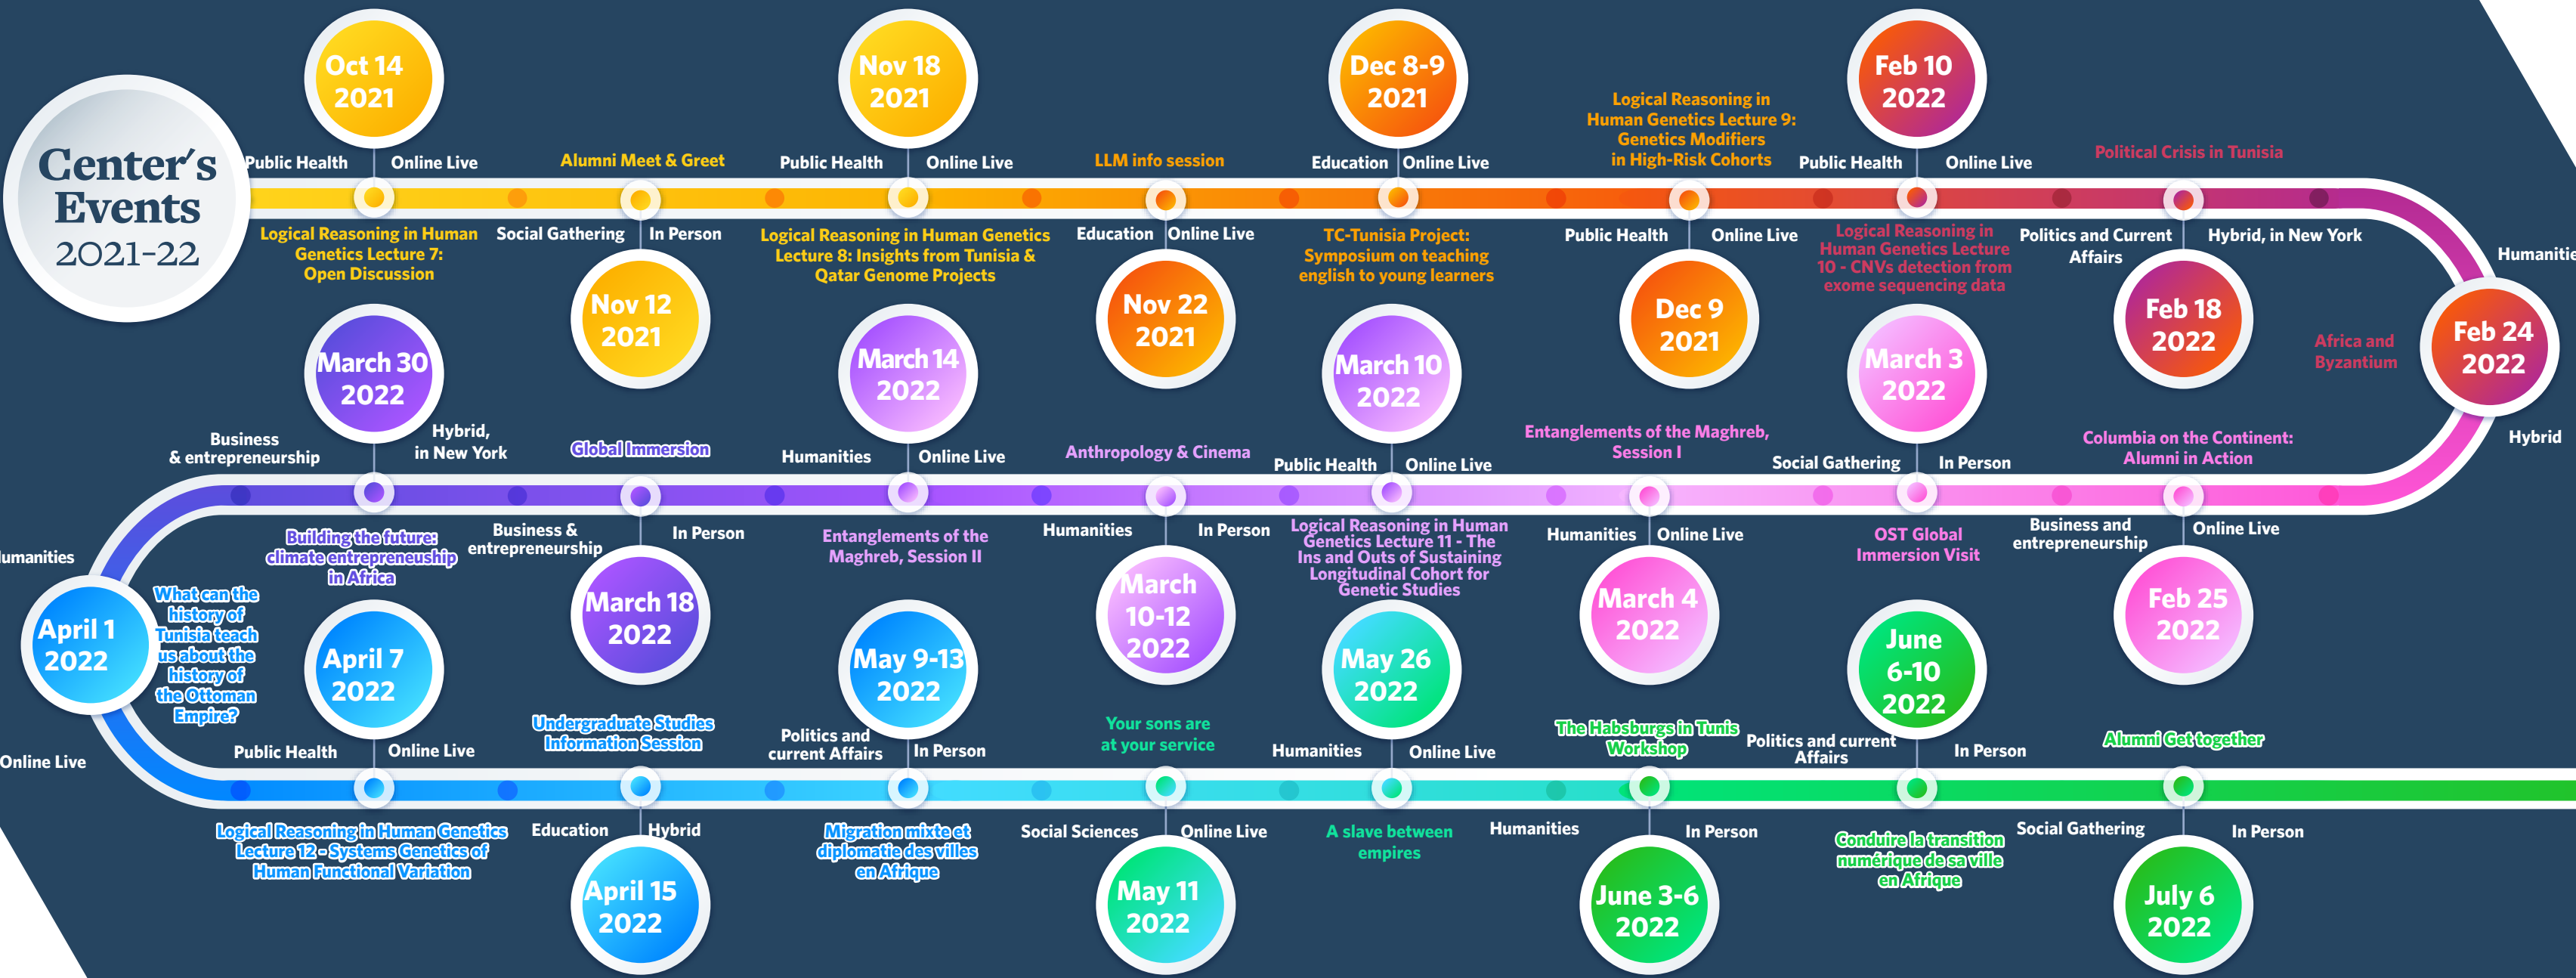 Center's
Events
2021-22
Oct 14
2021
Public Health
Online Live
Logical Reasoning in Human
Genetics Lecture 7:
Open Discussion
Alumni Meet & Greet
Social Gathering
In Person
Nov 12
2021
Nov 18
2021
Public Health
Online Live
Logical Reasoning in Human Genetics
Lecture 8: Insights from Tunisia &
Qatar Genome Projects
LLM info session
Education
Online Live
Nov 22
2021
Dec 8-9
2021
Education
Online Live
TC-Tunisia Project:
Symposium on teaching
english to young learners
Logical Reasoning in
Human Genetics Lecture 9:
Genetics Modifiers
in High-Risk Cohorts
Public Health
Online Live
Dec 9
2021
Feb 10
2022
Public Health
Online Live
Logical Reasoning in
Human Genetics Lecture
10 - CNVs detection from
exome sequencing data
Political Crisis in Tunisia
Politics and Current
Affairs
Hybrid, in New York
Feb 18
2022
Humanitie
Africa and
Byzantium
Feb 24
2022
Hybrid
Columbia on the Continent:
Alumni in Action
Business and
entrepreneurship
Online Live
Feb 25
2022
March 3
2022
Social Gathering
In Person
OST Global
Immersion Visit
Entanglements of the Maghreb,
Session I
Humanities
Online Live
March 4
2022
March 10
2022
Public Health
Online Live
Logical Reasoning in Human
Genetics Lecture 11 - The
Ins and Outs of Sustaining
Longitudinal Cohort for
Genetic Studies
Anthropology & Cinema
Humanities
In Person
March
10-12
2022
March 14
2022
Humanities
Online Live
Entanglements of the
Maghreb, Session II
Global Immersion
Business &
entrepreneurship
In Person
March 18
2022
March 30
2022
Business
& entrepreneurship
Hybrid,
in New York
Building the future:
climate entrepreneurship
in Africa
umanities
April 1
2022
What can the
history of
Tunisia teach
us about the
history of
the Ottoman
Empire?
Online Live
April 7
2022
Public Health
Online Live
Logical Reasoning in Human Genetics
Lecture 12 - Systems Genetics of
Human Functional Variation
Undergraduate Studies
Information Session
Education
Hybrid
April 15
2022
May 9-13
2022
Politics and
current Affairs
In Person
Migration mixte et
diplomatie des villes
en Afrique
Your sons are
at your service
Social Sciences
Online Live
May 11
2022
May 26
2022
Humanities
Online Live
A slave between
empires
The Habsburgs in Tunis
Workshop
Humanities
In Person
June 3-6
2022
June
6-10
2022
Politics and current
Affairs
In Person
Conduire la transition
numérique de sa ville
en Afrique
Alumni Get together
Social Gathering
In Person
July 6
2022